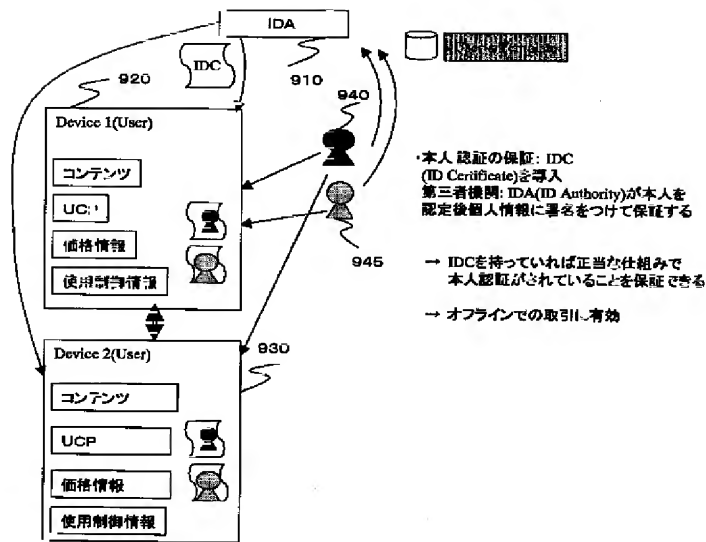 IDA
IDC
920
910
940
Device 1(User)
コンテンツ
価格情報
使用制御情報
945
・本人認証の保証: IDC
(ID Certificate)を導入
第三者機関: IDA(ID Authority)が本人を
認定後個人情報に署名をつけて保証する
→ IDCを持っていれば正当な仕組みで
本人認証がされていることを保証できる
→ オフラインでの取引に有効
Device 2(User)
930
コンテンツ
UCP
価格情報
使用制御情報